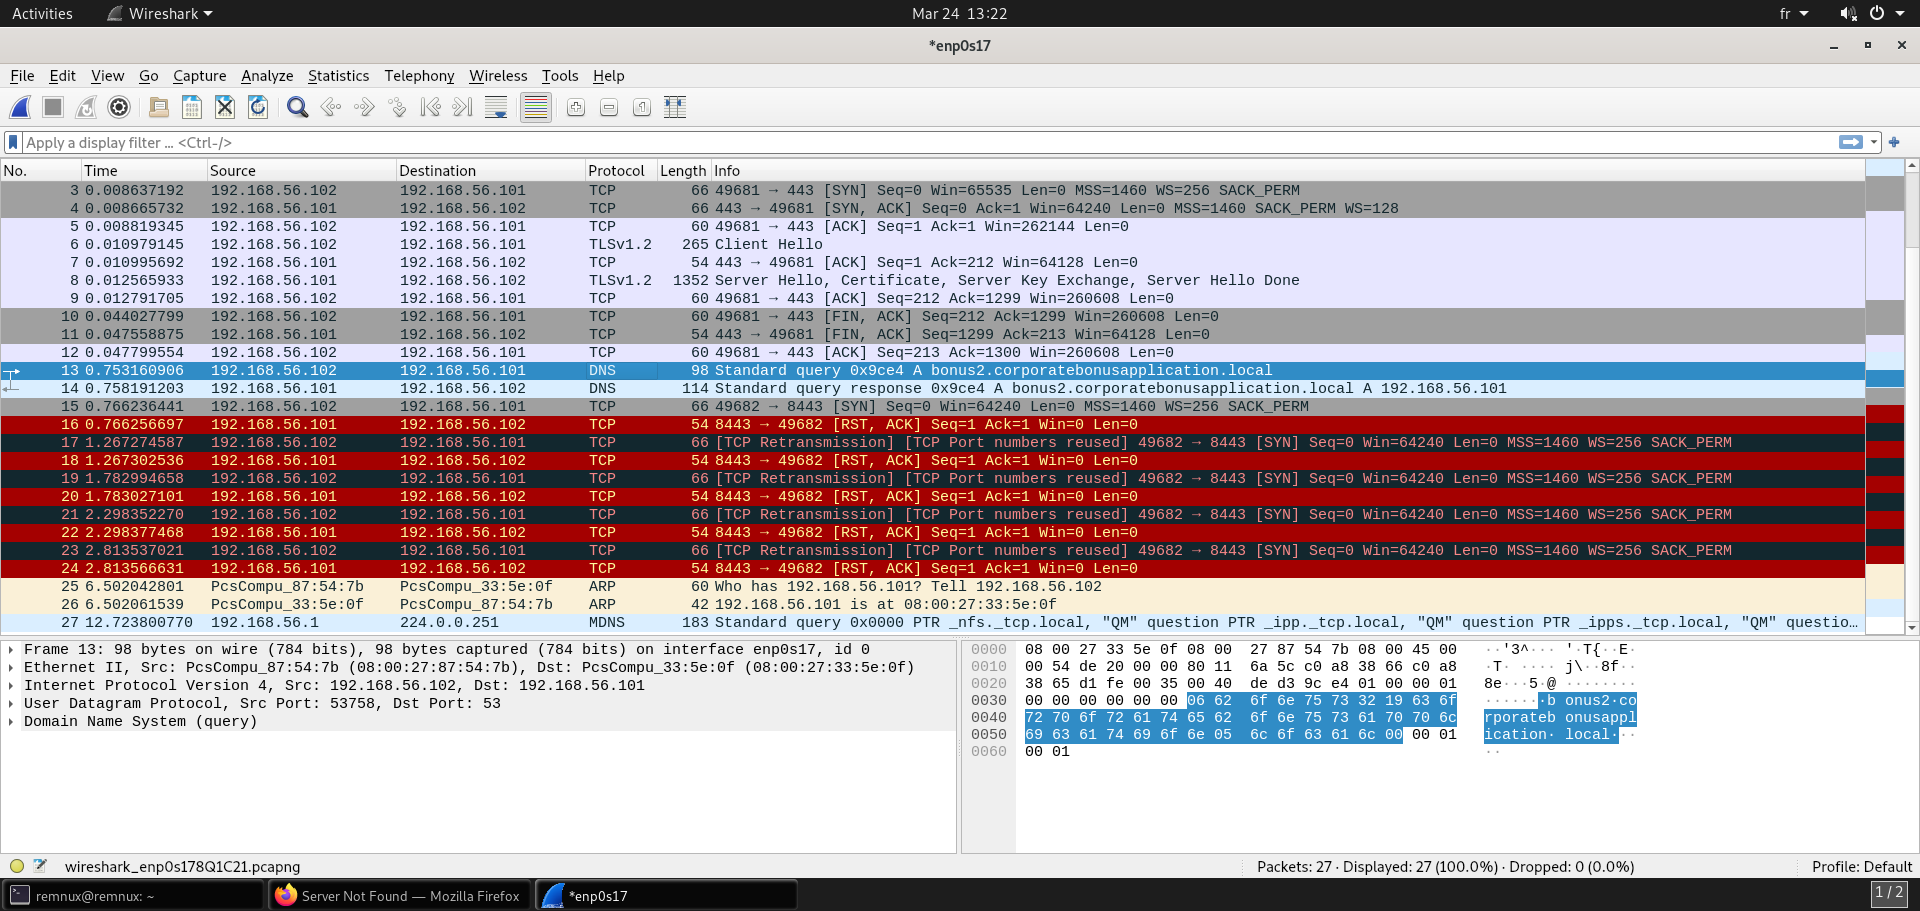 Activities Wireshark Mar 24 13:22 fr
*enp0s17
File Edit View Go Capture Analyze Statistics Telephony Wireless Tools Help
Apply a display filter ... <Ctrl-/>
No. Time Source Destination Protocol Length Info
3 0.008637192 192.168.56.102 192.168.56.101 TCP 66 49681 → 443 [SYN] Seq=0 Win=65535 Len=0 MSS=1460 WS=256 SACK_PERM
4 0.008665732 192.168.56.101 192.168.56.102 TCP 66 443 → 49681 [SYN, ACK] Seq=0 Ack=1 Win=64240 Len=0 MSS=1460 SACK_PERM WS=128
5 0.008819345 192.168.56.102 192.168.56.101 TCP 60 49681 → 443 [ACK] Seq=1 Ack=1 Win=262144 Len=0
6 0.010979145 192.168.56.102 192.168.56.101 TLSv1.2 265 Client Hello
7 0.010995692 192.168.56.101 192.168.56.102 TCP 54 443 → 49681 [ACK] Seq=1 Ack=212 Win=64128 Len=0
8 0.012565933 192.168.56.101 192.168.56.102 TLSv1.2 1352 Server Hello, Certificate, Server Key Exchange, Server Hello Done
9 0.012791705 192.168.56.102 192.168.56.101 TCP 60 49681 → 443 [ACK] Seq=212 Ack=1299 Win=260608 Len=0
10 0.044027799 192.168.56.102 192.168.56.101 TCP 60 49681 → 443 [FIN, ACK] Seq=212 Ack=1299 Win=260608 Len=0
11 0.047558875 192.168.56.101 192.168.56.102 TCP 54 443 → 49681 [FIN, ACK] Seq=1299 Ack=213 Win=64128 Len=0
12 0.047799554 192.168.56.102 192.168.56.101 TCP 60 49681 → 443 [ACK] Seq=213 Ack=1300 Win=260608 Len=0
13 0.753160906 192.168.56.102 192.168.56.101 DNS 98 Standard query 0x9ce4 A bonus2.corporatebonusapplication.local
14 0.758191203 192.168.56.101 192.168.56.102 DNS 114 Standard query response 0x9ce4 A bonus2.corporatebonusapplication.local A 192.168.56.101
15 0.766236441 192.168.56.102 192.168.56.101 TCP 66 49682 → 8443 [SYN] Seq=0 Win=64240 Len=0 MSS=1460 WS=256 SACK_PERM
16 0.766256697 192.168.56.101 192.168.56.102 TCP 54 8443 → 49682 [RST, ACK] Seq=1 Ack=1 Win=0 Len=0
17 1.267274587 192.168.56.102 192.168.56.101 TCP 66 [TCP Retransmission] [TCP Port numbers reused] 49682 → 8443 [SYN] Seq=0 Win=64240 Len=0 MSS=1460 WS=256 SACK_PERM
18 1.267302536 192.168.56.101 192.168.56.102 TCP 54 8443 → 49682 [RST, ACK] Seq=1 Ack=1 Win=0 Len=0
19 1.782994658 192.168.56.102 192.168.56.101 TCP 66 [TCP Retransmission] [TCP Port numbers reused] 49682 → 8443 [SYN] Seq=0 Win=64240 Len=0 MSS=1460 WS=256 SACK_PERM
20 1.783027101 192.168.56.101 192.168.56.102 TCP 54 8443 → 49682 [RST, ACK] Seq=1 Ack=1 Win=0 Len=0
21 2.298352270 192.168.56.102 192.168.56.101 TCP 66 [TCP Retransmission] [TCP Port numbers reused] 49682 → 8443 [SYN] Seq=0 Win=64240 Len=0 MSS=1460 WS=256 SACK_PERM
22 2.298377468 192.168.56.101 192.168.56.102 TCP 54 8443 → 49682 [RST, ACK] Seq=1 Ack=1 Win=0 Len=0
23 2.813537021 192.168.56.102 192.168.56.101 TCP 66 [TCP Retransmission] [TCP Port numbers reused] 49682 → 8443 [SYN] Seq=0 Win=64240 Len=0 MSS=1460 WS=256 SACK_PERM
24 2.813566631 192.168.56.101 192.168.56.102 TCP 54 8443 → 49682 [RST, ACK] Seq=1 Ack=1 Win=0 Len=0
25 6.502042801 PcsCompu_87:54:7b PcsCompu_33:5e:0f ARP 60 Who has 192.168.56.101? Tell 192.168.56.102
26 6.502061539 PcsCompu_33:5e:0f PcsCompu_87:54:7b ARP 42 192.168.56.101 is at 08:00:27:33:5e:0f
27 12.723800770 192.168.56.1 224.0.0.251 MDNS 183 Standard query 0x0000 PTR _nfs._tcp.local, "QM" question PTR _ipp._tcp.local, "QM" question PTR _ipps._tcp.local, "QM" questio…
Frame 13: 98 bytes on wire (784 bits), 98 bytes captured (784 bits) on interface enp0s17, id 0
Ethernet II, Src: PcsCompu_87:54:7b (08:00:27:87:54:7b), Dst: PcsCompu_33:5e:0f (08:00:27:33:5e:0f)
Internet Protocol Version 4, Src: 192.168.56.102, Dst: 192.168.56.101
User Datagram Protocol, Src Port: 53758, Dst Port: 53
Domain Name System (query)
0000 08 00 27 33 5e 0f 08 00 27 87 54 7b 08 00 45 00 ··'3^··· '·T{··E·
0010 00 54 de 20 00 00 80 11 6a 5c c0 a8 38 66 c0 a8 ·T· ···· j\··8f··
0020 38 65 d1 fe 00 35 00 40 de d3 9c e4 01 00 00 01 8e···5·@ ········
0030 00 00 00 00 00 00 06 62 6f 6e 75 73 32 19 63 6f ·······b onus2·co
0040 72 70 6f 72 61 74 65 62 6f 6e 75 73 61 70 70 6c rporateb onusappl
0050 69 63 61 74 69 6f 6e 05 6c 6f 63 61 6c 00 00 01 ication· local···
0060 00 01 ··
wireshark_enp0s178Q1C21.pcapng Packets: 27 · Displayed: 27 (100.0%) · Dropped: 0 (0.0%) Profile: Default
remnux@remnux: ~ Server Not Found — Mozilla Firefox *enp0s17 1 / 2